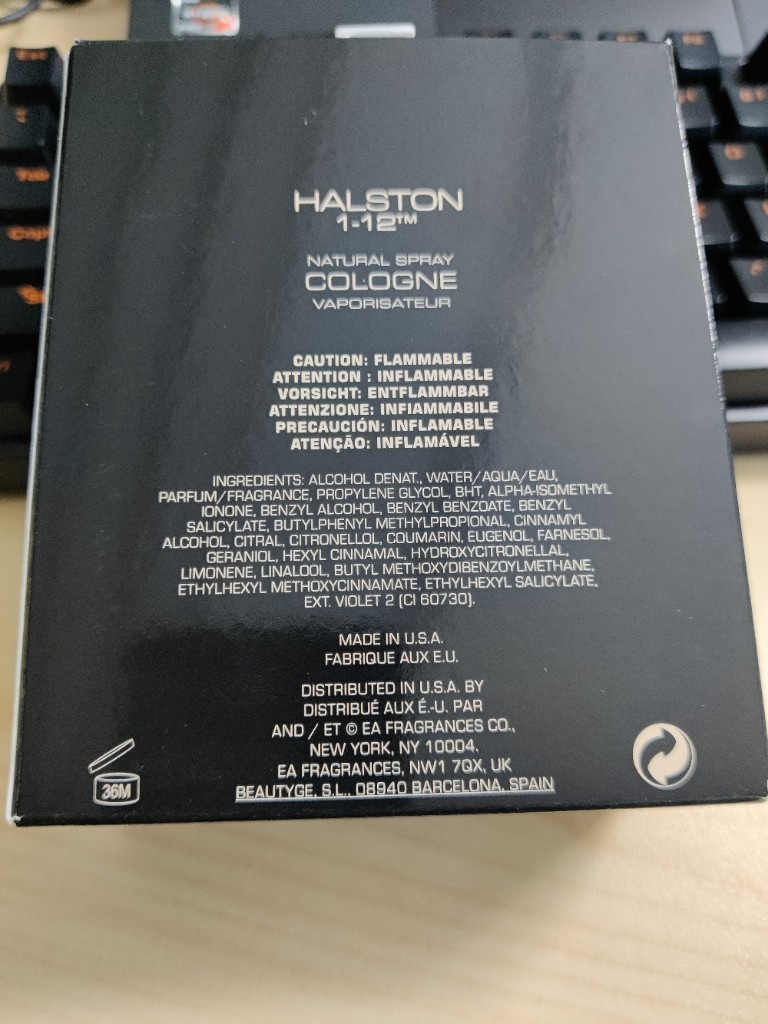 HALSTON
1-12™
NATURAL SPRAY
COLOGNE
VAPORISATEUR
CAUTION: FLAMMABLE
ATTENTION : INFLAMMABLE
VORSICHT: ENTFLAMMBAR
ATTENZIONE: INFIAMMABILE
PRECAUCIÓN: INFLAMABLE
ATENÇÃO: INFLAMÁVEL
INGREDIENTS: ALCOHOL DENAT., WATER/AQUA/EAU,
PARFUM/FRAGRANCE, PROPYLENE GLYCOL, BHT, ALPHA-ISOMETHYL
IONONE, BENZYL ALCOHOL, BENZYL BENZOATE, BENZYL
SALICYLATE, BUTYLPHENYL METHYLPROPIONAL, CINNAMYL
ALCOHOL, CITRAL, CITRONELLOL, COUMARIN, EUGENOL, FARNESOL,
GERANIOL, HEXYL CINNAMAL, HYDROXYCITRONELLAL,
LIMONENE, LINALOOL, BUTYL METHOXYDIBENZOYLMETHANE,
ETHYLHEXYL METHOXYCINNAMATE, ETHYLHEXYL SALICYLATE,
EXT. VIOLET 2 (CI 60730).
MADE IN U.S.A.
FABRIQUE AUX E.U.
DISTRIBUTED IN U.S.A. BY
DISTRIBUÉ AUX É.-U. PAR
AND / ET © EA FRAGRANCES CO.,
NEW YORK, NY 10004.
EA FRAGRANCES, NW1 7QX, UK
BEAUTYGE, S.L., 08940 BARCELONA, SPAIN
36M
Esc
Tab